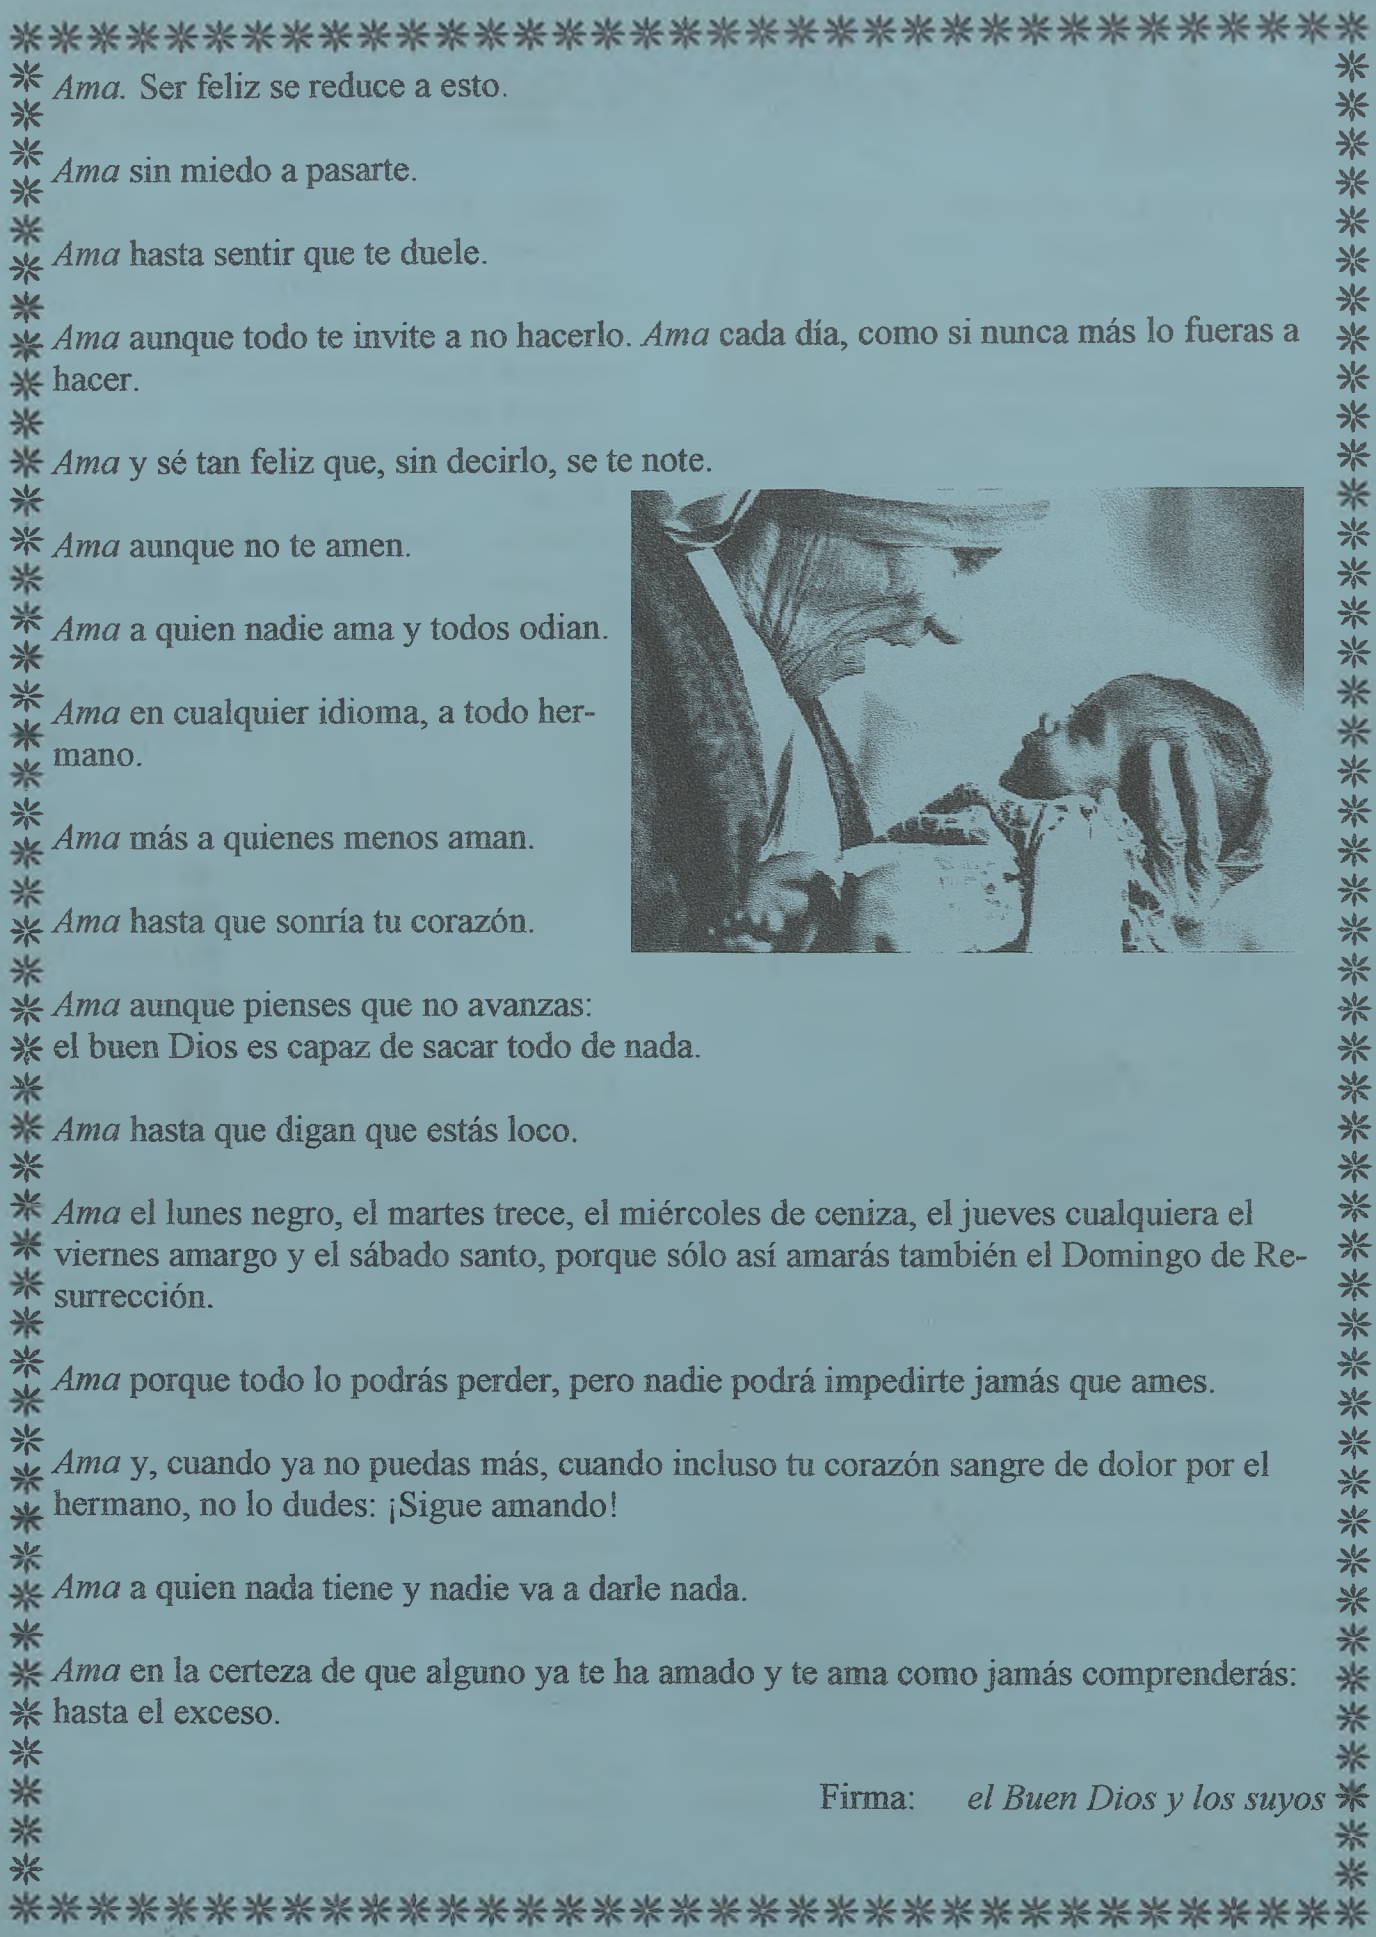 Ama. Ser feliz se reduce a esto.
Ama sin miedo a pasarte.
Ama hasta sentir que te duele.
Ama aunque todo te invite a no hacerlo. Ama cada día, como si nunca más lo fueras a
hacer.
Ama y sé tan feliz que, sin decirlo, se te note.
Ama aunque no te amen.
Ama a quien nadie ama y todos odian.
Ama en cualquier idioma, a todo her-
mano.
Ama más a quienes menos aman.
Ama hasta que sonría tu corazón.
Ama aunque pienses que no avanzas:
el buen Dios es capaz de sacar todo de nada.
Ama hasta que digan que estás loco.
Ama el lunes negro, el martes trece, el miércoles de ceniza, el jueves cualquiera el
viernes amargo y el sábado santo, porque sólo así amarás también el Domingo de Re-
surrección.
Ama porque todo lo podrás perder, pero nadie podrá impedirte jamás que ames.
Ama y, cuando ya no puedas más, cuando incluso tu corazón sangre de dolor por el
hermano, no lo dudes: ¡Sigue amando!
Ama a quien nada tiene y nadie va a darle nada.
Ama en la certeza de que alguno ya te ha amado y te ama como jamás comprenderás:
hasta el exceso.
Firma: el Buen Dios y los suyos